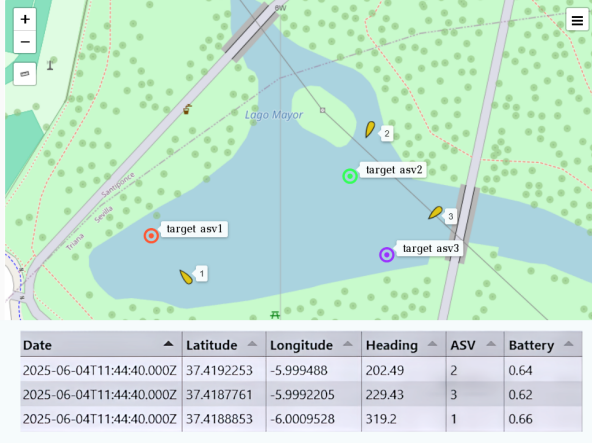 8W
+
−
Lago Mayor
2
target asv2
Santiponce
Sevilla
Triana
target asv1
3
target asv3
1
Date Latitude Longitude Heading ASV Battery
2025-06-04T11:44:40.000Z 37.4192253 -5.999488 202.49 2 0.64
2025-06-04T11:44:40.000Z 37.4187761 -5.9992205 229.43 3 0.62
2025-06-04T11:44:40.000Z 37.4188853 -6.0009528 319.2 1 0.66